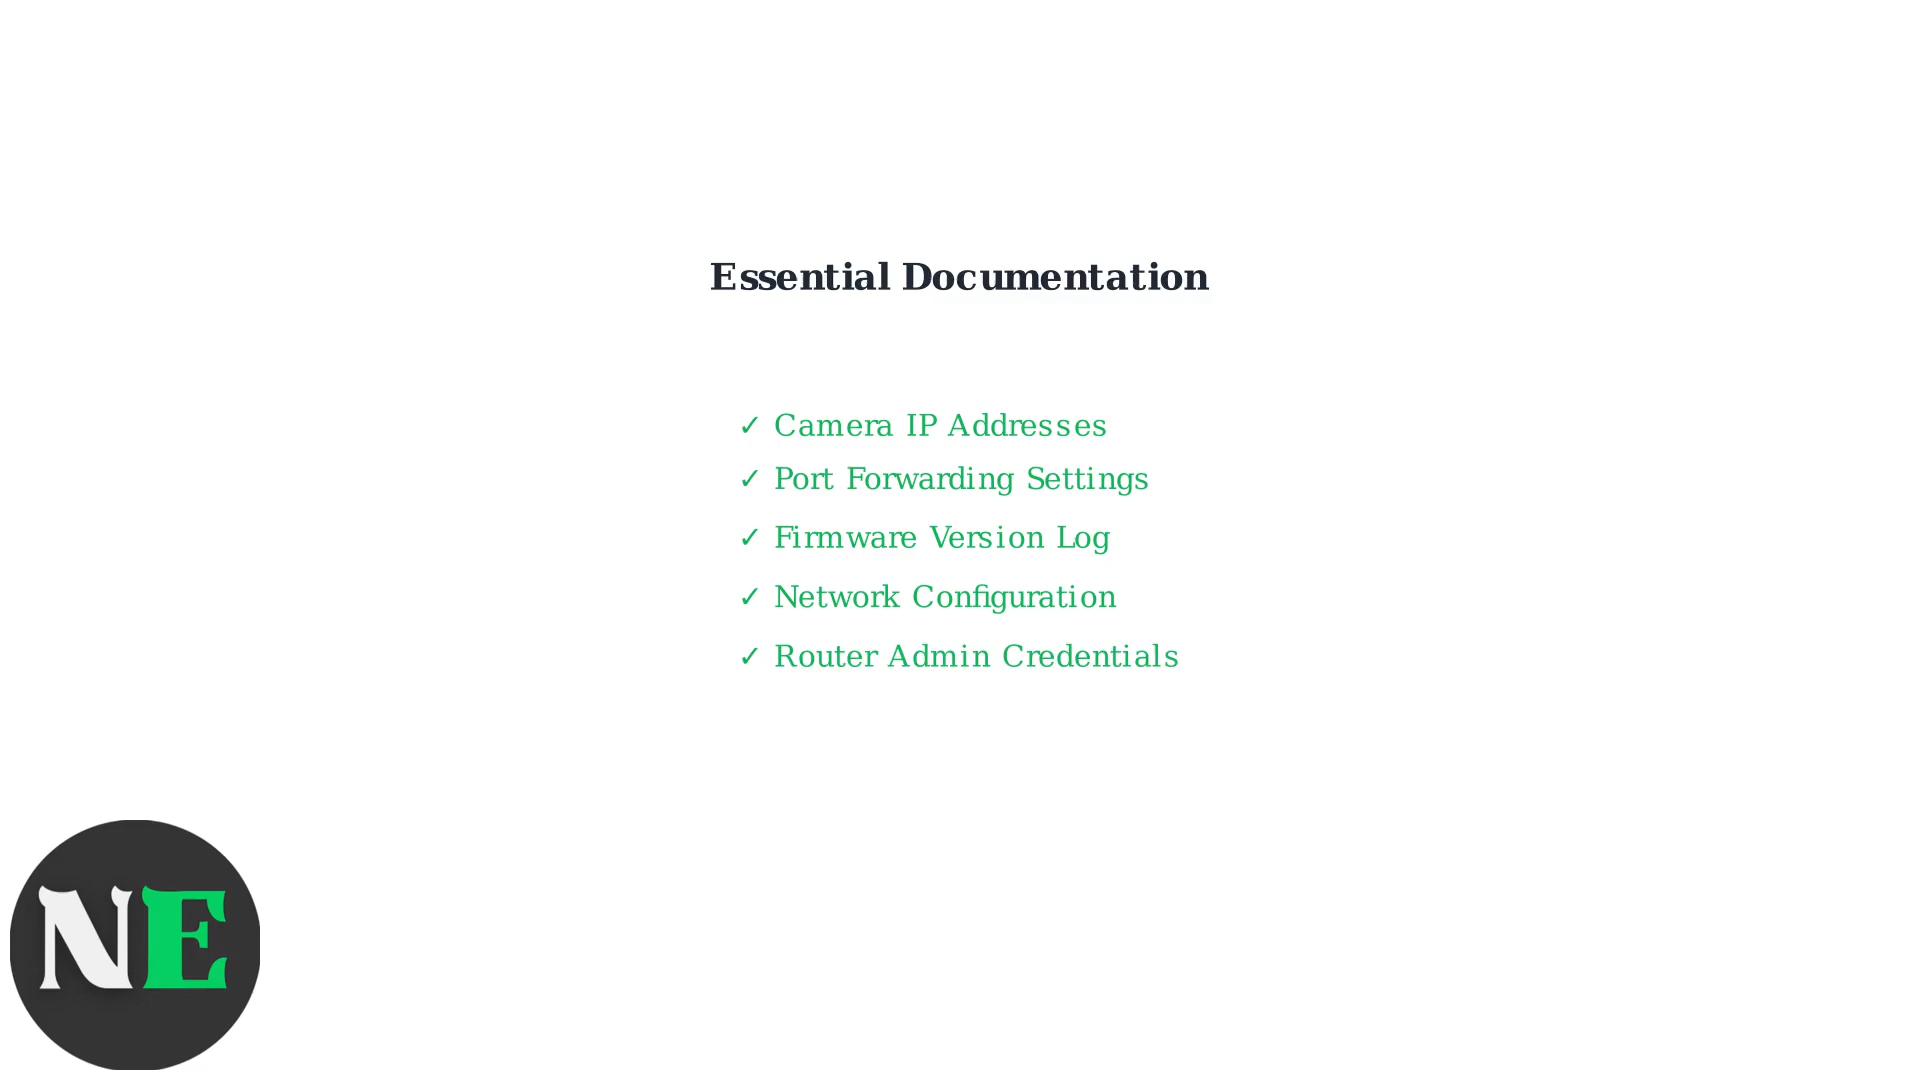 Essential Documentation
✓ Camera IP Addresses
✓ Port Forwarding Settings
✓ Firmware Version Log
✓ Network Configuration
✓ Router Admin Credentials
NE